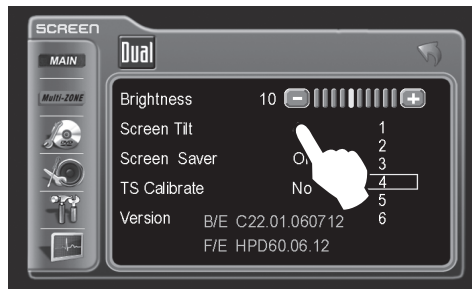 SCREEN
MAIN
Dual
Multi-ZONE
Brightness 10 - +
Screen Tilt 1
2
Screen Saver 3
TS Calibrate No 4
5
Version B/E C22.01.060712 6
F/E HPD60.06.12